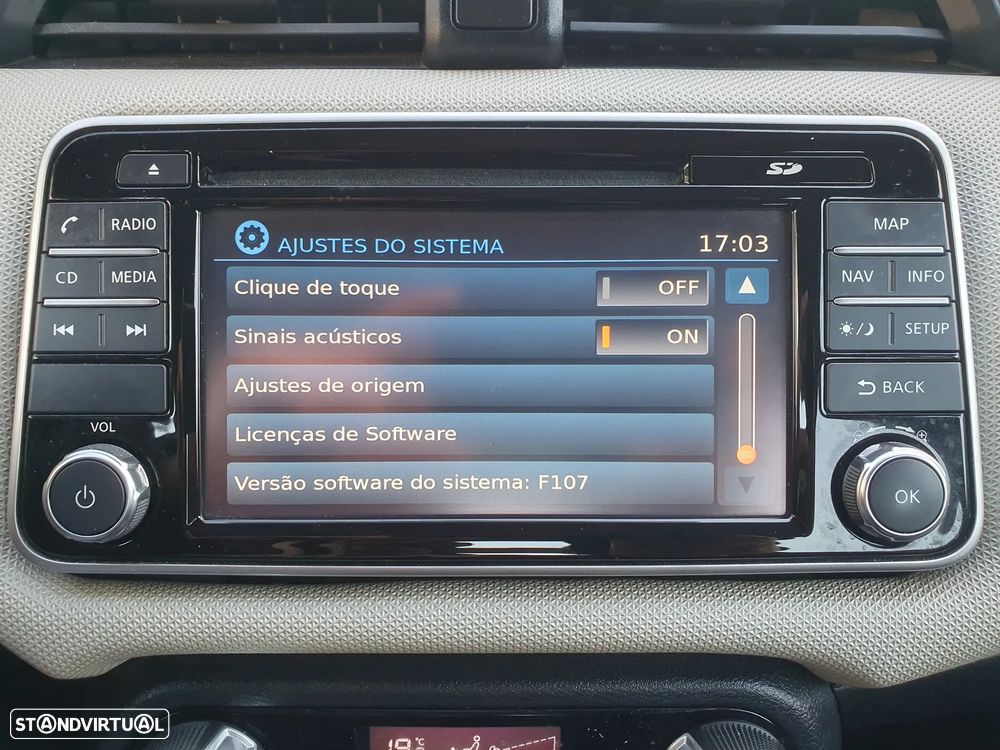 SD
RADIO
MAP
CD MEDIA
NAV INFO
SETUP
BACK
VOL
OK
AJUSTES DO SISTEMA 17:03
Clique de toque OFF
Sinais acústicos ON
Ajustes de origem
Licenças de Software
Versão software do sistema: F107
STANDVIRTUAL
19 °C